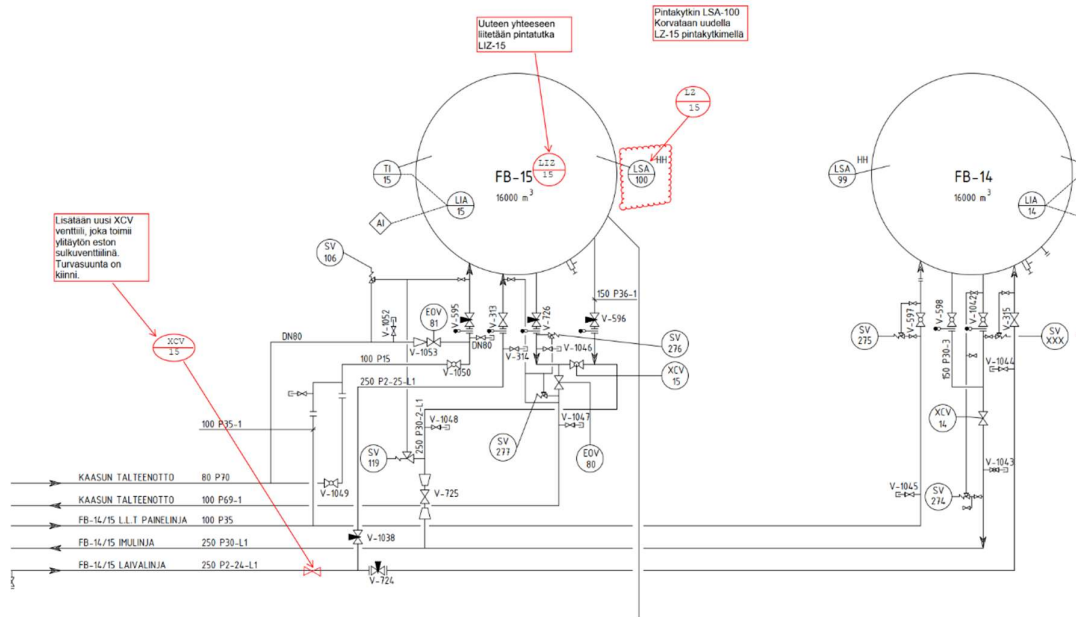 Uuteen yhteeseen
liitetään pintatutka
LIZ-15
Pintakytkin LSA-100
Korvataan uudella
LZ-15 pintakytkimellä
LZ
15
TI
15
LIA
15
AI
FB-15
16000 m³
LIZ
15
LSA
100
HH
LSA
99
HH
FB-14
16000 m³
LIA
14
Lisätään uusi XCV
venttiili, joka toimii
ylitäytön eston
sulkuventtiilinä.
Turvasuunta on
kiinni.
SV
106
XCV
15
DN80
V-1052
EOV
81
V-1053
V-595
V-313
V-726
V-596
150 P36-1
DN80
V-314
V-1046
SV
276
XCV
15
100 P15
V-1050
250 P2-25-L1
100 P35-1
250 P30-2-L1
V-1048
SV
119
SV
277
V-1047
EOV
80
V-1049
V-725
SV
275
V-597
V-598
V-1042
V-315
SV
XXX
150 P30-3
V-1044
XCV
14
V-1043
V-1045
SV
274
KAASUN TALTEENOTTO 80 P70
KAASUN TALTEENOTTO 100 P69-1
FB-14/15 L.L.T PAINELINJA 100 P35
FB-14/15 IMULINJA 250 P30-L1
FB-14/15 LAIVALINJA 250 P2-24-L1
V-1038
V-724